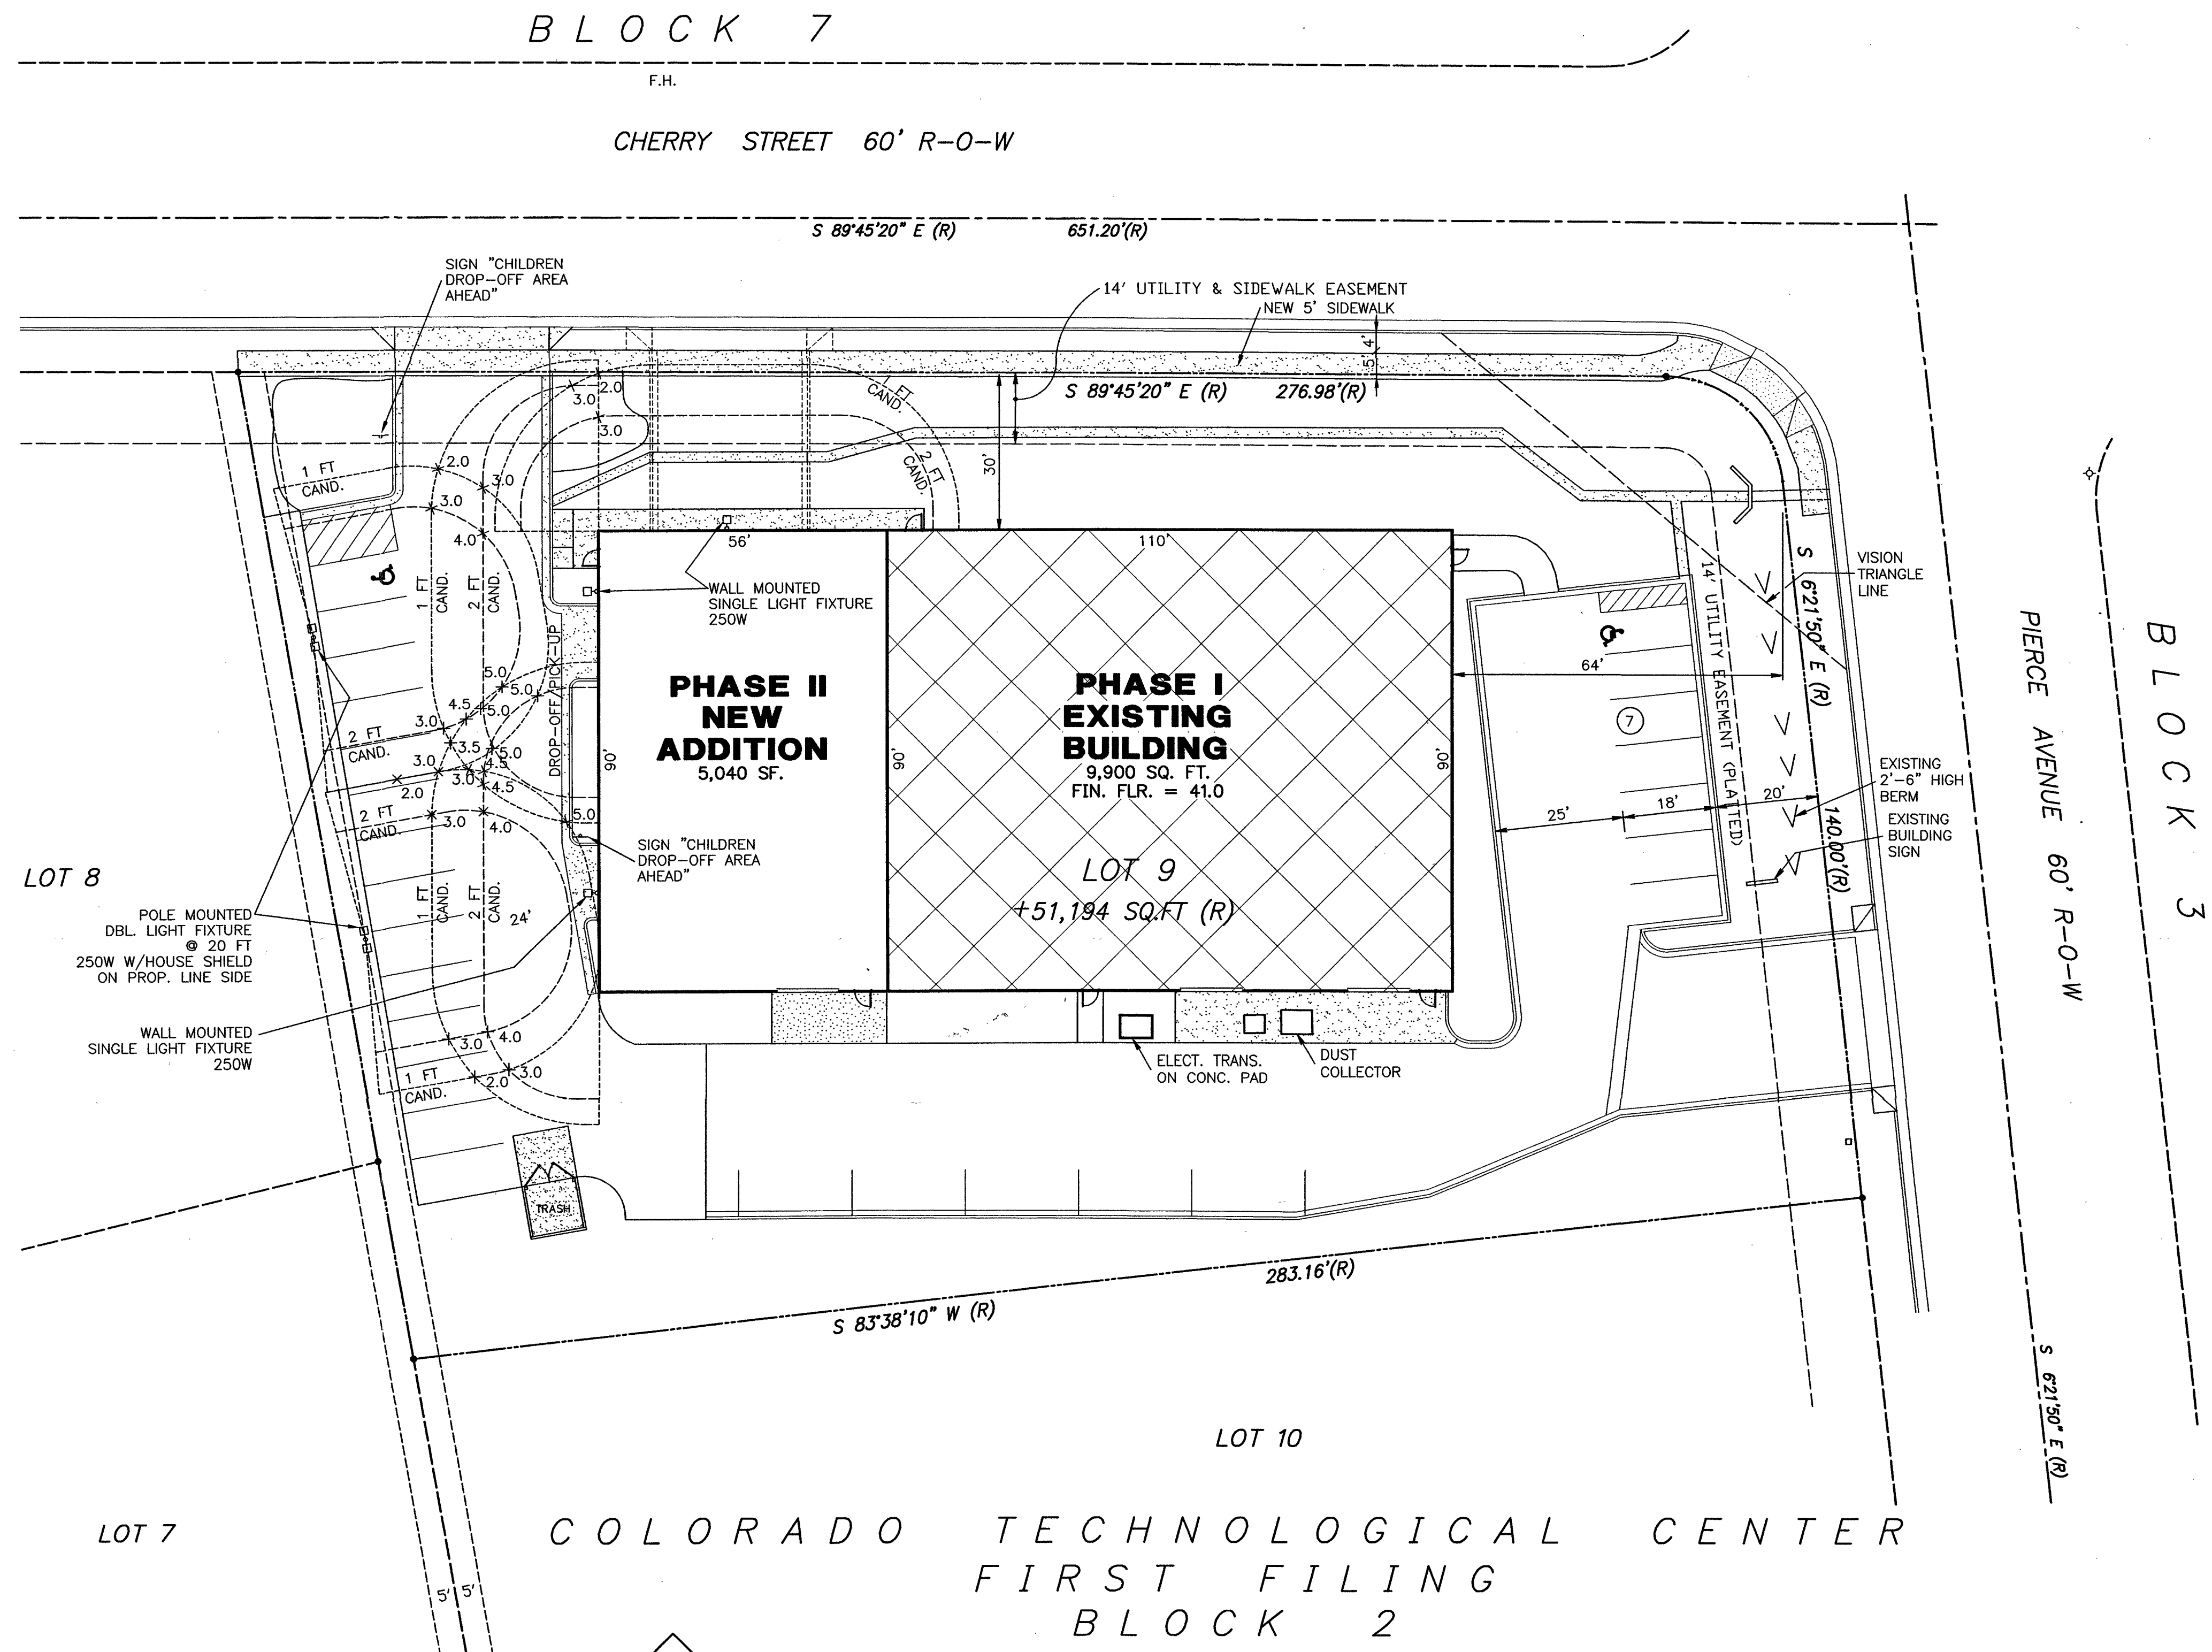 BLOCK 7
F.H.
CHERRY STREET 60' R-O-W
S 89°45'20" E (R) 651.20'(R)
SIGN "CHILDREN
DROP-OFF AREA
AHEAD"
14' UTILITY & SIDEWALK EASEMENT
NEW 5' SIDEWALK
4'
5'
S 89°45'20" E (R) 276.98'(R)
2.0
3.0
3.0
1 FT
CAND.
2 FT
CAND.
30'
1 FT
CAND.
2.0
3.0
3.0
4.0
1 FT
CAND.
2 FT
CAND.
56'
110'
WALL MOUNTED
SINGLE LIGHT FIXTURE
250W
DROP-OFF/PICK-UP
VISION
TRIANGLE
LINE
S 6°21'50" E (R)
14' UTILITY EASEMENT (PLATTED)
64'
7
PHASE II
NEW
ADDITION
5,040 SF.
90'
90'
90'
PHASE I
EXISTING
BUILDING
9,900 SQ. FT.
FIN. FLR. = 41.0
LOT 9
+51,194 SQ.FT (R)
5.0
5.0
4.5
5.0
3.0
2 FT
CAND.
3.5
5.0
3.0
4.5
3.0
2.0
4.5
2 FT
CAND.
3.0
4.0
5.0
25'
18'
20'
140.00'(R)
EXISTING
2'-6" HIGH
BERM
EXISTING
BUILDING
SIGN
PIERCE AVENUE 60' R-O-W
BLOCK 3
SIGN "CHILDREN
DROP-OFF AREA
AHEAD"
LOT 8
1 FT
CAND.
2 FT
CAND.
24'
POLE MOUNTED
DBL. LIGHT FIXTURE
@ 20 FT
250W W/HOUSE SHIELD
ON PROP. LINE SIDE
WALL MOUNTED
SINGLE LIGHT FIXTURE
250W
3.0
4.0
1 FT
CAND.
2.0
3.0
ELECT. TRANS.
ON CONC. PAD
DUST
COLLECTOR
TRASH
283.16'(R)
S 83°38'10" W (R)
S 6°21'50" E (R)
LOT 10
LOT 7
COLORADO TECHNOLOGICAL CENTER
FIRST FILING
BLOCK 2
5'
5'